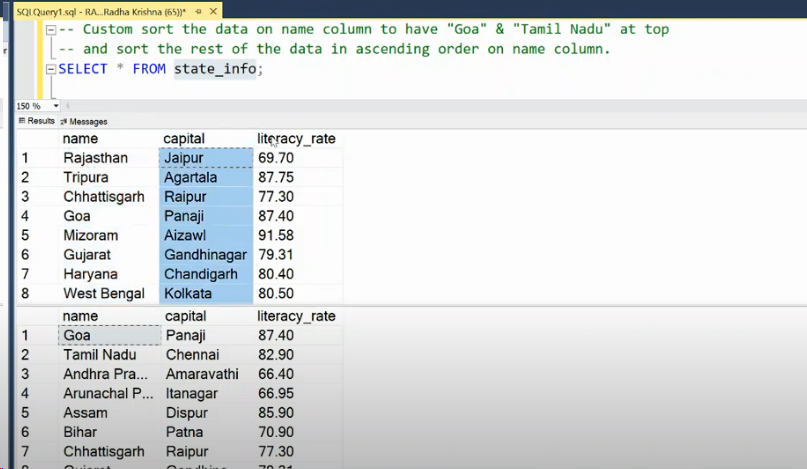 SQLQuery1.sql - RA...Radha Krishna (65))*
-- Custom sort the data on name column to have "Goa" & "Tamil Nadu" at top
-- and sort the rest of the data in ascending order on name column.
SELECT * FROM state_info;
150 %
Results Messages
name capital literacy_rate
1 Rajasthan Jaipur 69.70
2 Tripura Agartala 87.75
3 Chhattisgarh Raipur 77.30
4 Goa Panaji 87.40
5 Mizoram Aizawl 91.58
6 Gujarat Gandhinagar 79.31
7 Haryana Chandigarh 80.40
8 West Bengal Kolkata 80.50
name capital literacy_rate
1 Goa Panaji 87.40
2 Tamil Nadu Chennai 82.90
3 Andhra Pra... Amaravathi 66.40
4 Arunachal P... Itanagar 66.95
5 Assam Dispur 85.90
6 Bihar Patna 70.90
7 Chhattisgarh Raipur 77.30